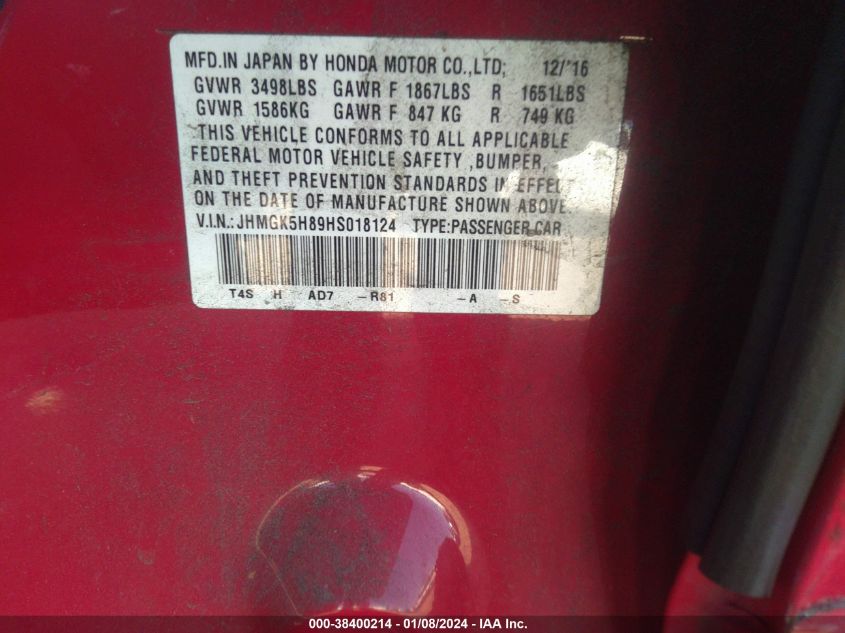 MFD.IN JAPAN BY HONDA MOTOR CO.,LTD; 12/'16
GVWR 3498LBS GAWR F 1867LBS R 1651LBS
GVWR 1586KG GAWR F 847 KG R 749 KG
THIS VEHICLE CONFORMS TO ALL APPLICABLE
FEDERAL MOTOR VEHICLE SAFETY ,BUMPER,
AND THEFT PREVENTION STANDARDS IN EFFECT
ON THE DATE OF MANUFACTURE SHOWN ABOVE.
V.I.N.:JHMGK5H89HS018124 TYPE:PASSENGER CAR
T4S H AD7 -R81 -A -S
000-38400214 - 01/08/2024 - IAA Inc.